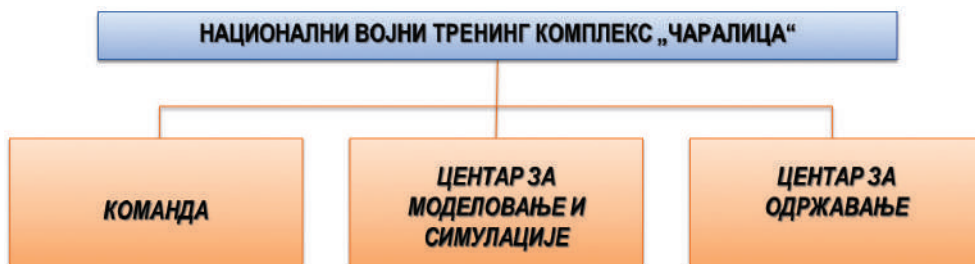 НАЦИОНАЛНИ ВОЈНИ ТРЕНИНГ КОМПЛЕКС „ЧАРАЛИЦА“
КОМАНДА
ЦЕНТАР ЗА
МОДЕЛОВАЊЕ И
СИМУЛАЦИЈЕ
ЦЕНТАР ЗА
ОДРЖАВАЊЕ